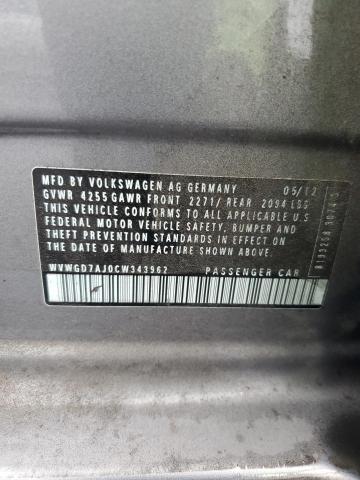 MFD BY VOLKSWAGEN AG GERMANY 05/12
GVWR 4255 GAWR FRONT 2271/ REAR 2094 LBS
THIS VEHICLE CONFORMS TO ALL APPLICABLE US
FEDERAL MOTOR VEHICLE SAFETY, BUMPER AND
THEFT PREVENTION STANDARDS IN EFFECT ON
THE DATE OF MANUFACTURE SHOWN ABOVE.
WVWGD7AJ0CW343962 PASSENGER CAR